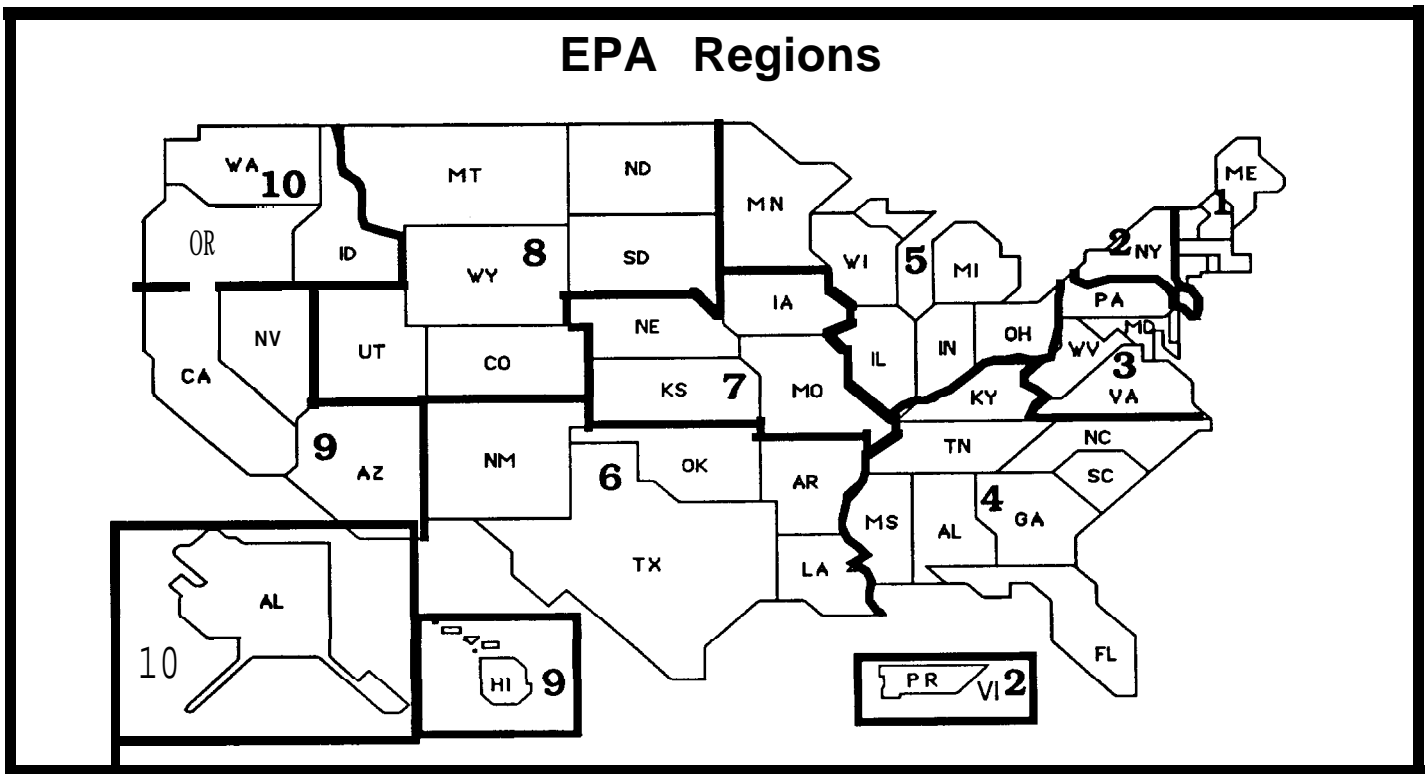 EPA Regions
WA 10
MT
ND
ME
1
MN
OR
ID
WY 8
SD
WI
5
MI
2 NY
PA
NV
UT
CO
NE
IA
IL
IN
OH
MD
WV
3
VA
CA
KS 7
MO
KY
9
AZ
NM
6
OK
AR
TN
NC
SC
4
GA
MS
AL
TX
LA
FL
AL
10
HI 9
PR VI 2